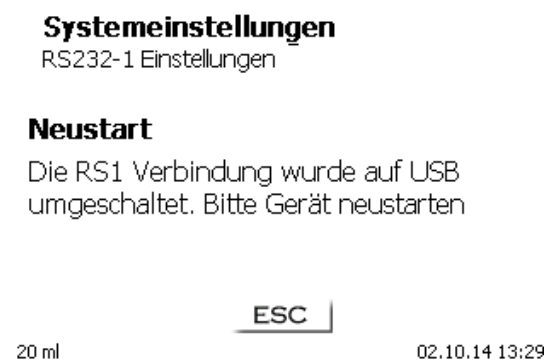 Systemeinstellungen
RS232-1 Einstellungen
Neustart
Die RS1 Verbindung wurde auf USB
umgeschaltet. Bitte Gerät neustarten
ESC
20 ml 02.10.14 13:29